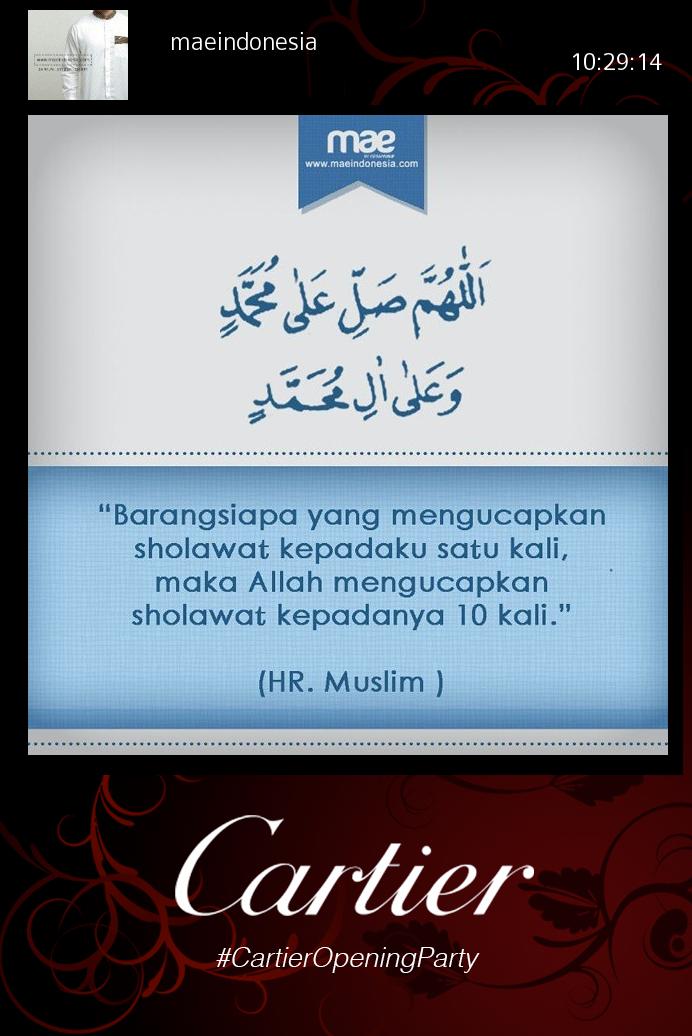 maeindonesia
10:29:14
mae
www.maeindonesia.com
اَللّٰهُمَّ صَلِّ عَلٰى مُحَمَّدٍ
وَعَلٰى اٰلِ مُحَمَّدٍ
“Barangsiapa yang mengucapkan
sholawat kepadaku satu kali,
maka Allah mengucapkan
sholawat kepadanya 10 kali.”
(HR. Muslim )
Cartier
#CartierOpeningParty